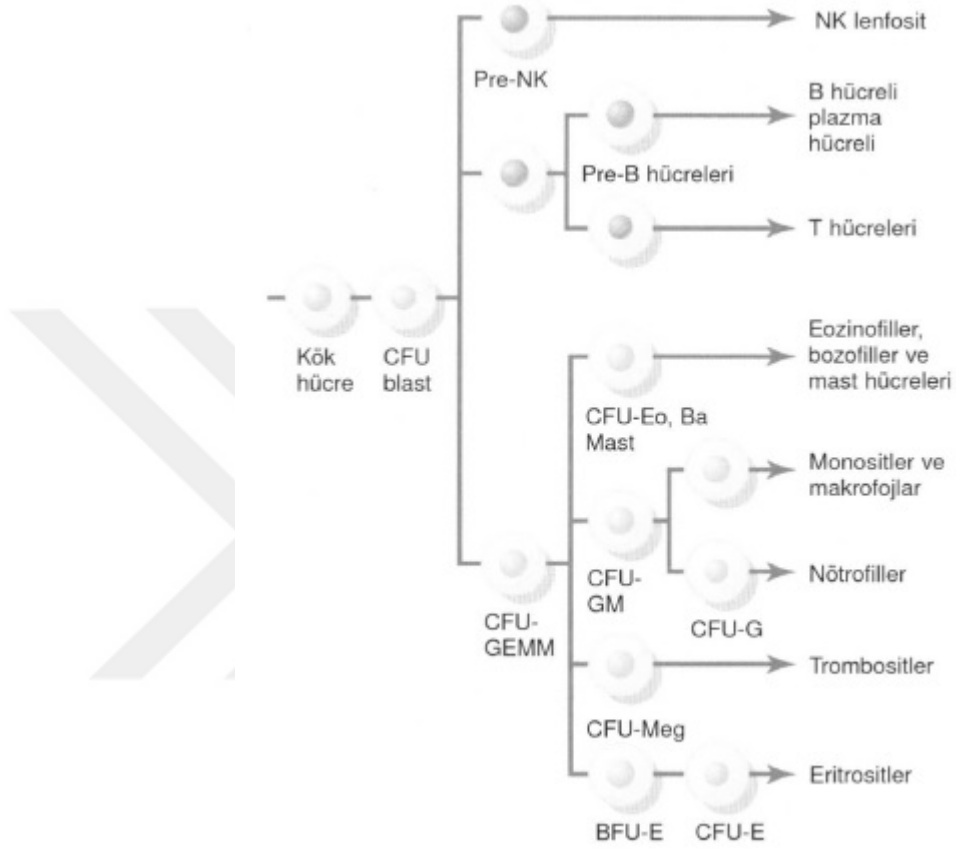 NK lenfosit
Pre-NK
B hücreli
plazma
hücreli
Pre-B hücreleri
T hücreleri
Kök
hücre
CFU
blast
Eozinofiller,
bozofiller ve
mast hücreleri
CFU-Eo, Ba
Mast
Monositler ve
makrofojlar
CFU-
GM
Nötrofiller
CFU-G
CFU-
GEMM
Trombositler
CFU-Meg
Eritrositler
BFU-E
CFU-E